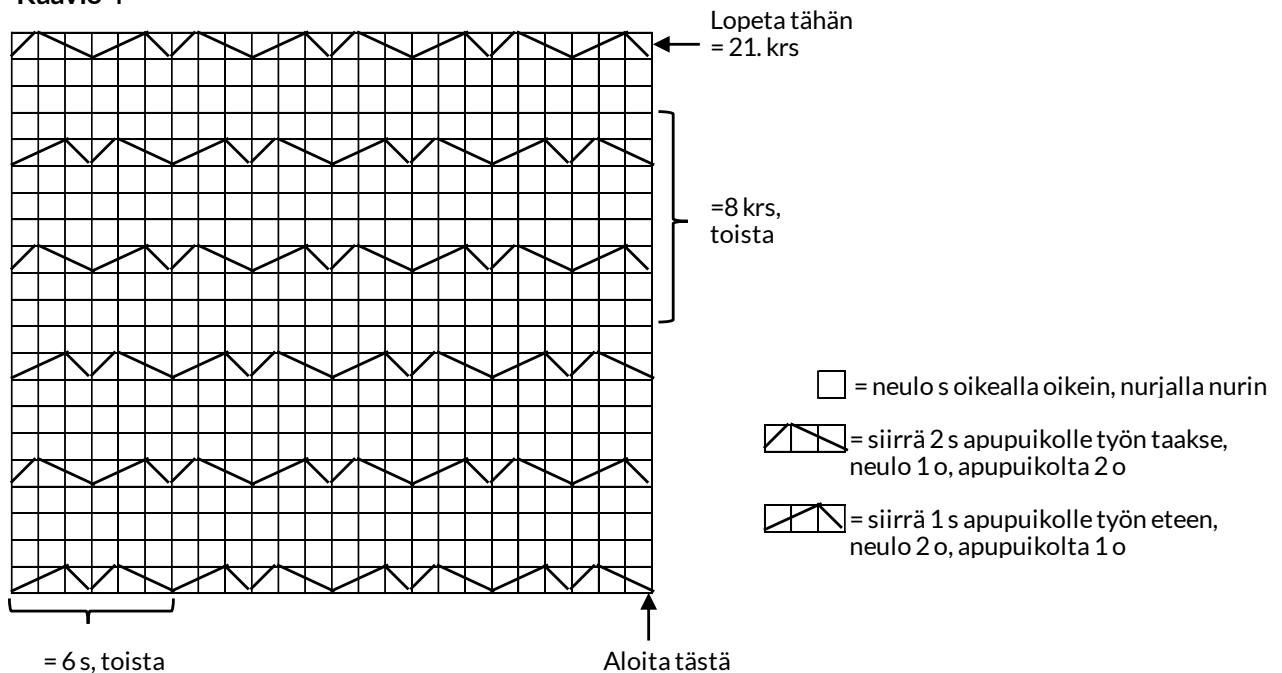 Lopeta tähän
= 21. krs
=8 krs,
toista
= neulo s oikealla oikein, nurjalla nurin
= siirrä 2 s apupuikolle työn taakse,
neulo 1 o, apupuikolta 2 o
= siirrä 1 s apupuikolle työn eteen,
neulo 2 o, apupuikolta 1 o
= 6 s, toista
Aloita tästä